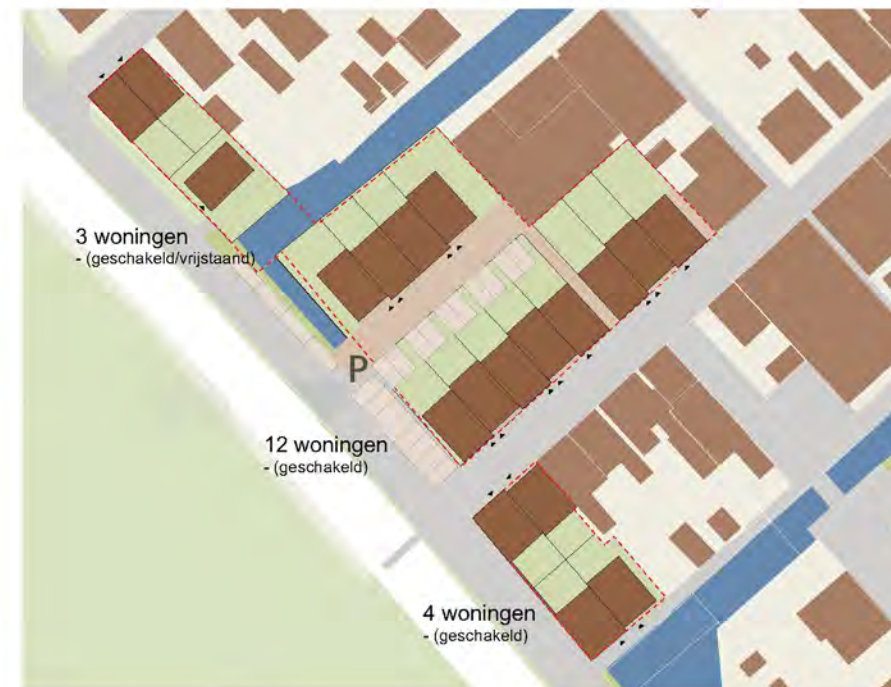 3 woningen
- (geschakeld/vrijstaand)
P
12 woningen
- (geschakeld)
4 woningen
- (geschakeld)